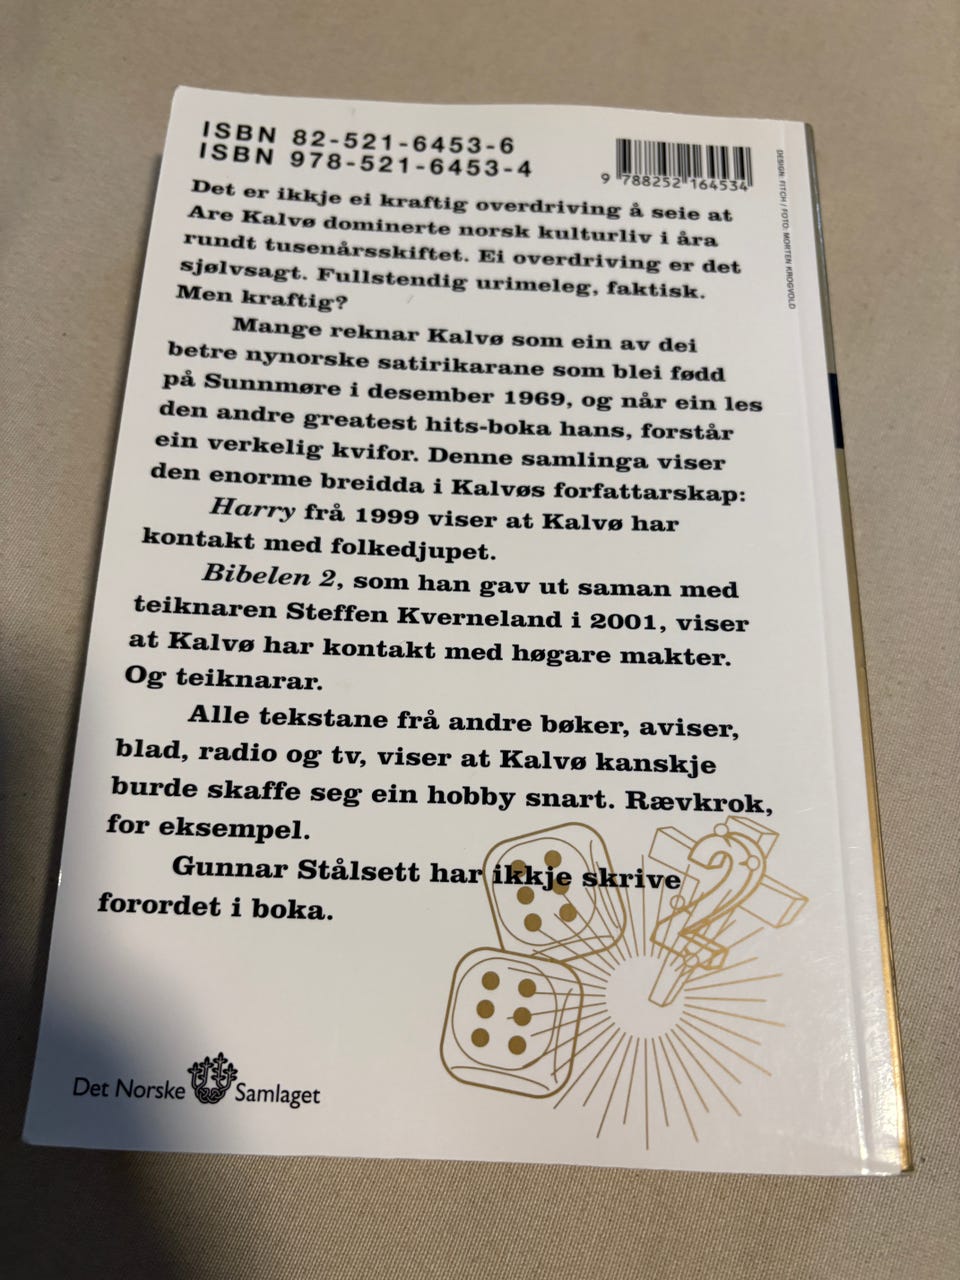 ISBN 82-521-6453-6
ISBN 978-521-6453-4
9 788252 164534
DESIGN: FITCH / FOTO: MORTEN KROGVOLD
Det er ikkje ei kraftig overdriving å seie at
Are Kalvø dominerte norsk kulturliv i åra
rundt tusenårsskiftet. Ei overdriving er det
sjølvsagt. Fullstendig urimeleg, faktisk.
Men kraftig?
Mange reknar Kalvø som ein av dei
betre nynorske satirikarane som blei fødd
på Sunnmøre i desember 1969, og når ein les
den andre greatest hits-boka hans, forstår
ein verkelig kvifor. Denne samlinga viser
den enorme breidda i Kalvøs forfattarskap:
Harry frå 1999 viser at Kalvø har
kontakt med folkedjupet.
Bibelen 2, som han gav ut saman med
teiknaren Steffen Kverneland i 2001, viser
at Kalvø har kontakt med høgare makter.
Og teiknarar.
Alle tekstane frå andre bøker, aviser,
blad, radio og tv, viser at Kalvø kanskje
burde skaffe seg ein hobby snart. Rævkrok,
for eksempel.
Gunnar Stålsett har ikkje skrive
forordet i boka.
2
Det Norske Samlaget